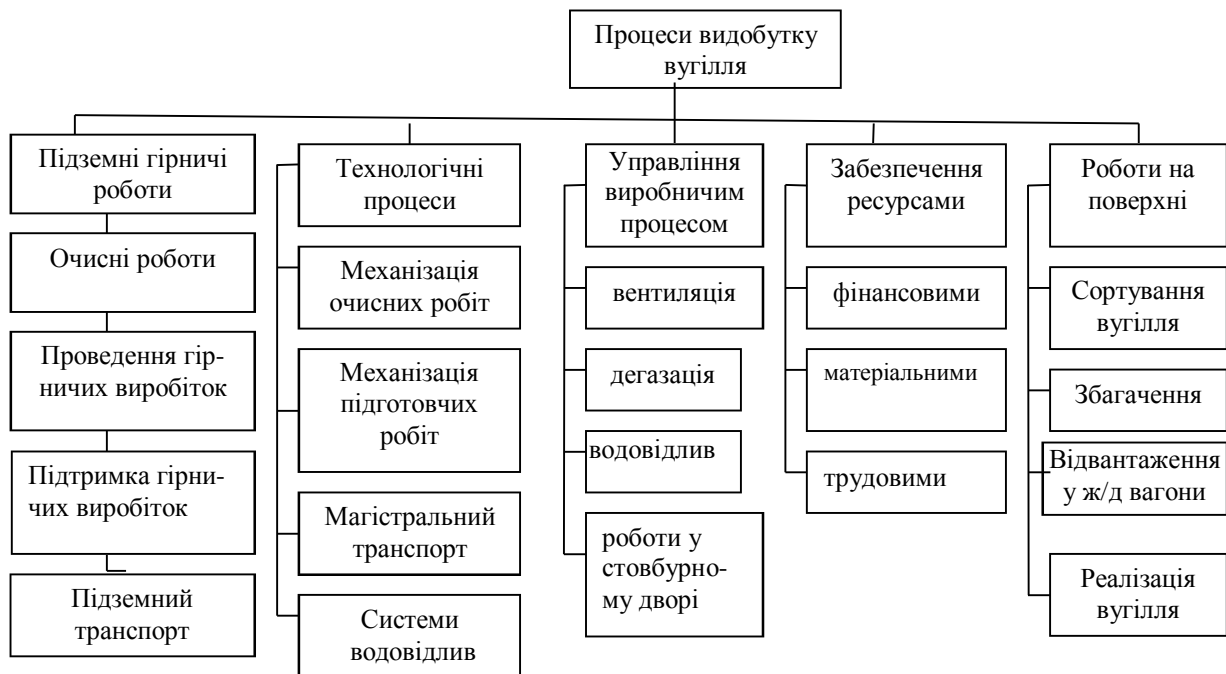 Процеси видобутку
вугілля
Підземні гірничі
роботи
Очисні роботи
Проведення гір-
ничих виробіток
Підтримка гірни-
чих виробіток
Підземний
транспорт
Технологічні
процеси
Механізація
очисних робіт
Механізація
підготовчих
робіт
Магістральний
транспорт
Системи
водовідлив
Управління
виробничим
процесом
вентиляція
дегазація
водовідлив
роботи у
стовбурно-
му дворі
Забезпечення
ресурсами
фінансовими
матеріальними
трудовими
Роботи на
поверхні
Сортування
вугілля
Збагачення
Відвантаження
у ж/д вагони
Реалізація
вугілля